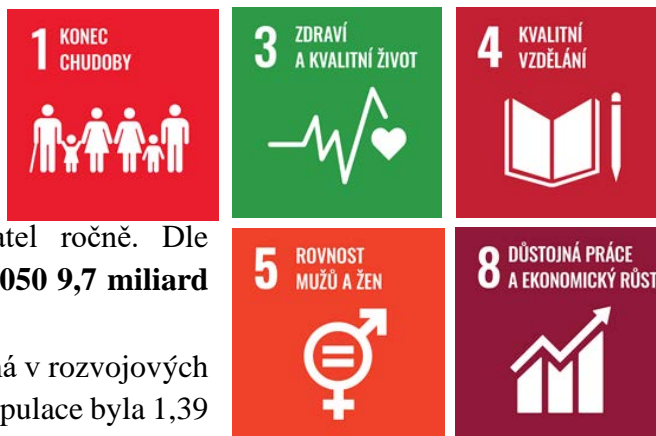 1 KONEC
CHUDOBY
3 ZDRAVÍ
A KVALITNÍ ŽIVOT
4 KVALITNÍ
VZDĚLÁNÍ
atel ročně. Dle
050 9,7 miliard
á v rozvojových
pulace byla 1,39
5 ROVNOST
MUŽŮ A ŽEN
8 DŮSTOJNÁ PRÁCE
A EKONOMICKÝ RŮST